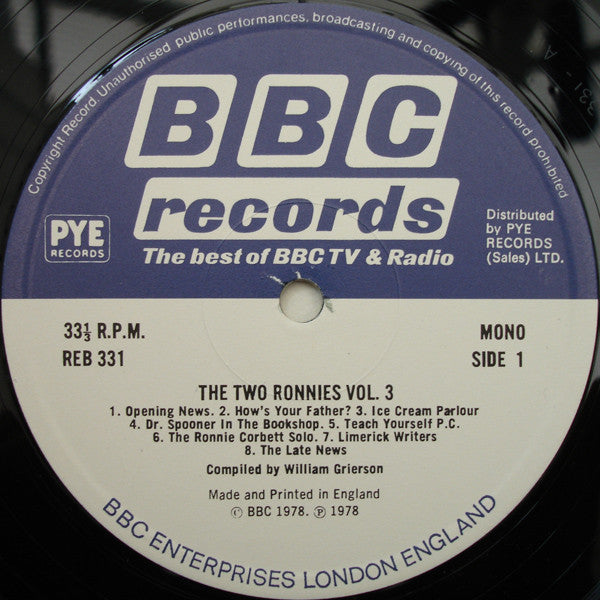 Copyright Record. Unauthorised public performances, broadcasting and copying of this record prohibited
BBC
records
The best of BBC TV & Radio
PYE
RECORDS
Distributed
by PYE
RECORDS
(Sales) LTD.
33⅓ R.P.M.
REB 331
MONO
SIDE 1
THE TWO RONNIES VOL. 3
1. Opening News. 2. How's Your Father? 3. Ice Cream Parlour
4. Dr. Spooner In The Bookshop. 5. Teach Yourself P.C.
6. The Ronnie Corbett Solo. 7. Limerick Writers
8. The Late News
Compiled by William Grierson
Made and Printed in England
© BBC 1978. ℗ 1978
BBC ENTERPRISES LONDON ENGLAND